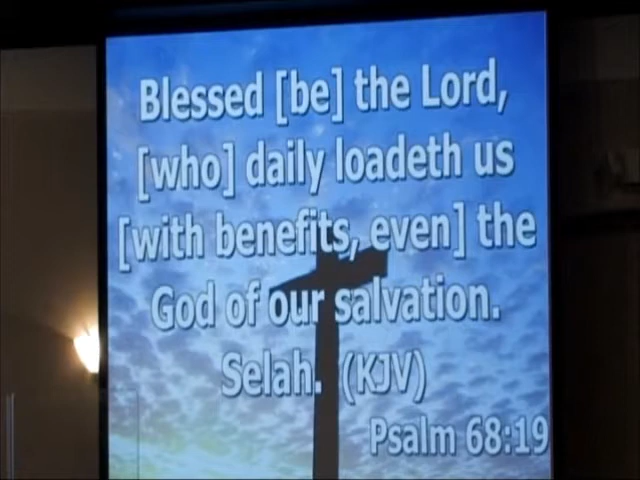 Blessed [be] the Lord,
[who] daily loadeth us
[with benefits, even] the
God of our salvation.
Selah. (KJV)
Psalm 68:19